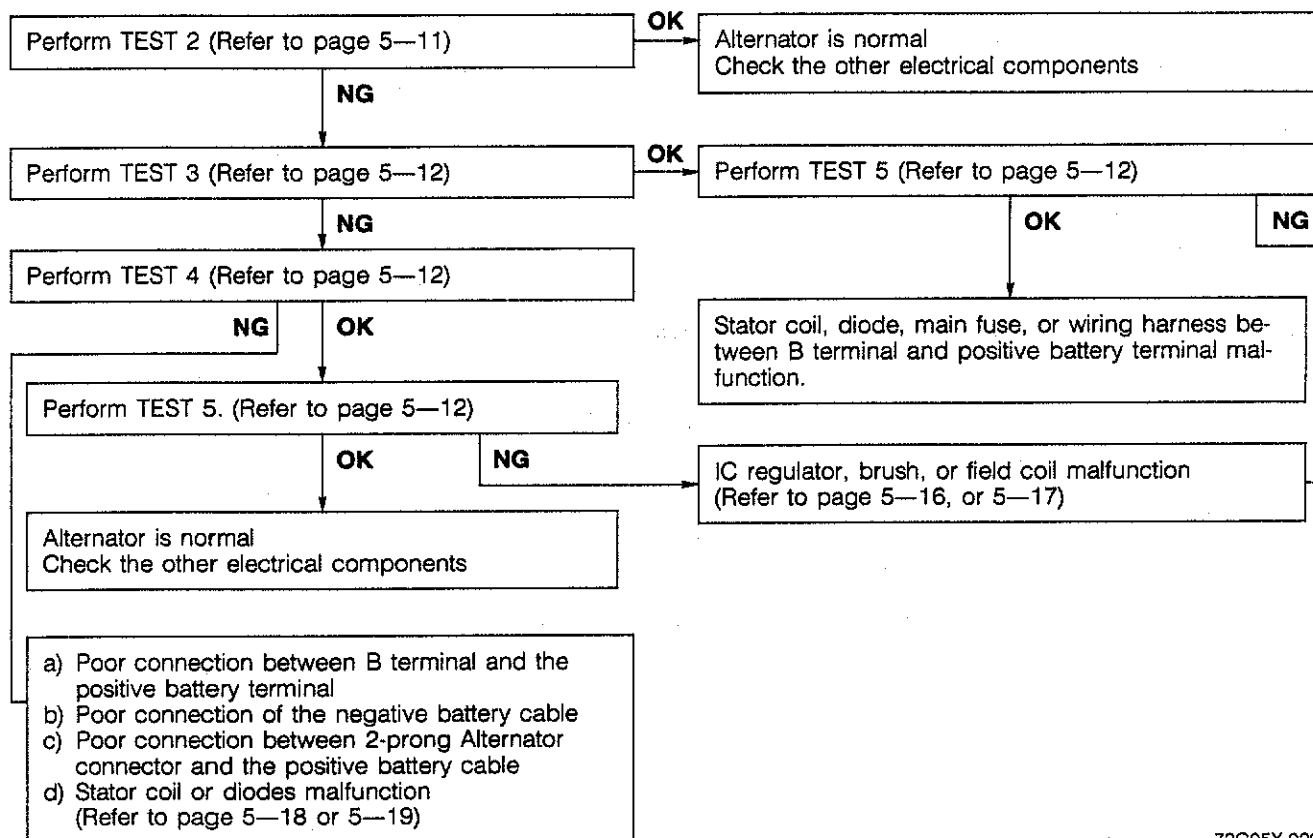 Perform TEST 2 (Refer to page 5—11)
OK
Alternator is normal
Check the other electrical components
NG
Perform TEST 3 (Refer to page 5—12)
OK
Perform TEST 5 (Refer to page 5—12)
NG
OK
NG
Perform TEST 4 (Refer to page 5—12)
NG
OK
Stator coil, diode, main fuse, or wiring harness be-
tween B terminal and positive battery terminal mal-
function.
Perform TEST 5. (Refer to page 5—12)
OK
NG
IC regulator, brush, or field coil malfunction
(Refer to page 5—16, or 5—17)
Alternator is normal
Check the other electrical components
a) Poor connection between B terminal and the
positive battery terminal
b) Poor connection of the negative battery cable
c) Poor connection between 2-prong Alternator
connector and the positive battery cable
d) Stator coil or diodes malfunction
(Refer to page 5—18 or 5—19)